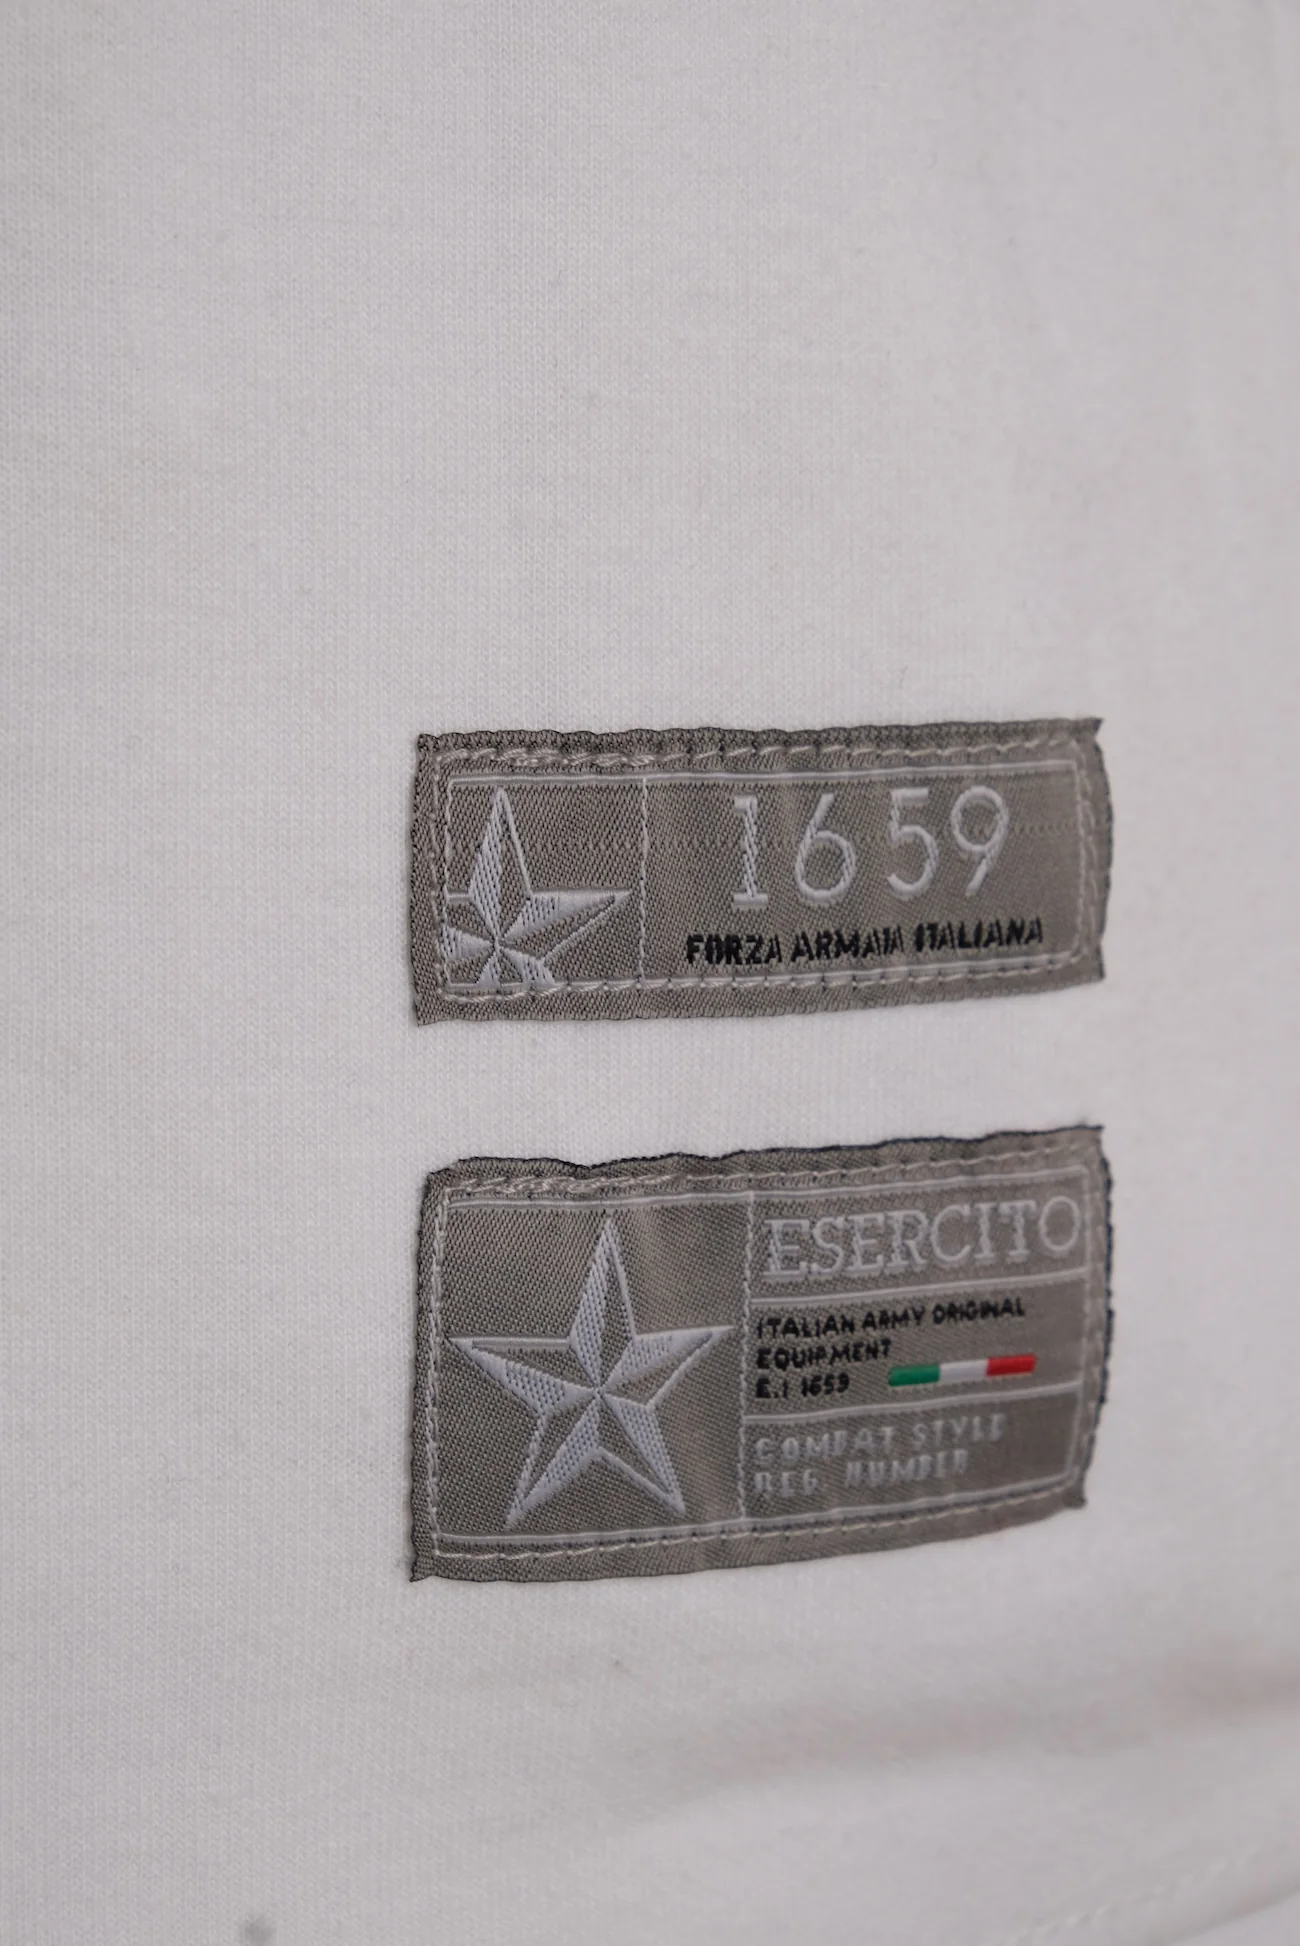 1659
FORZA ARMATA ITALIANA
ESERCITO
ITALIAN ARMY ORIGINAL
EQUIPMENT
E.I 1659
COMBAT STYLE
REG NUMBER